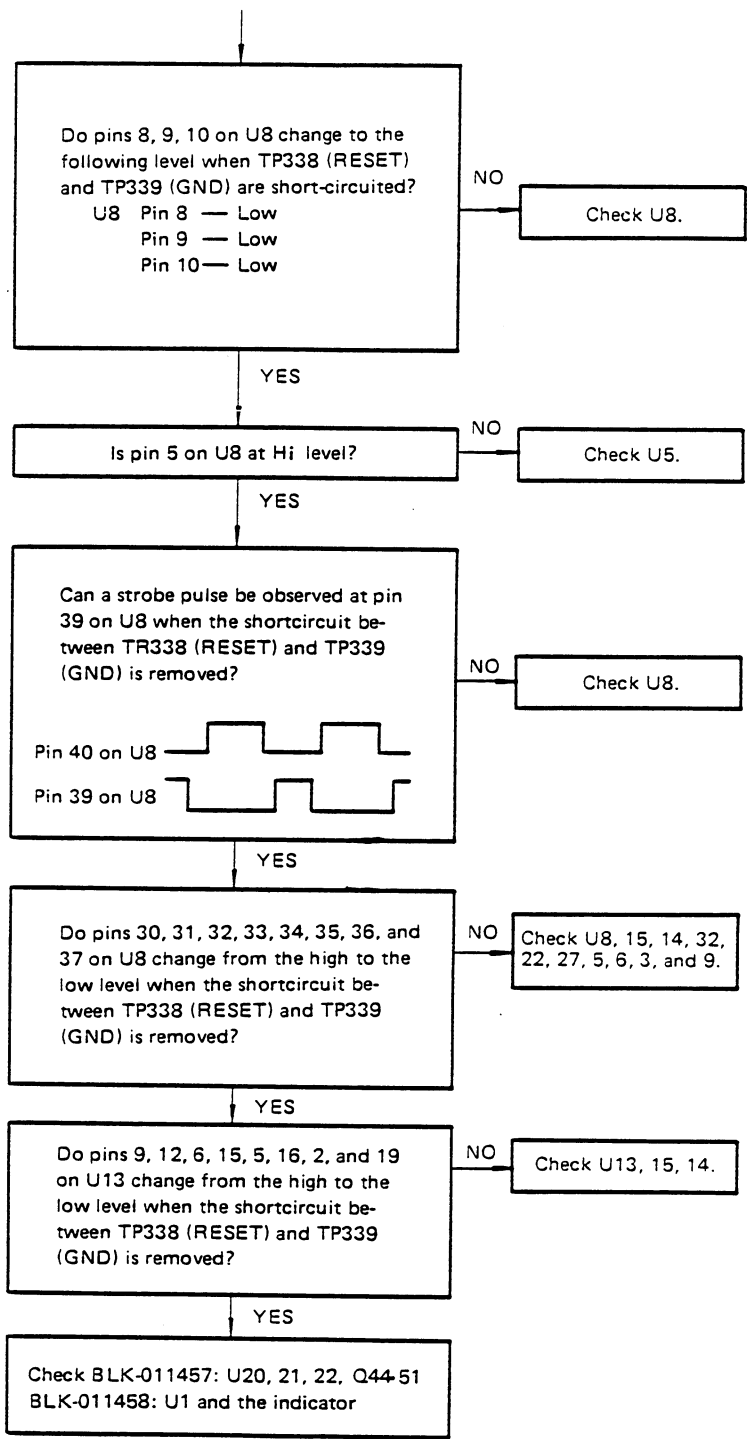 Do pins 8, 9, 10 on U8 change to the
following level when TP338 (RESET)
and TP339 (GND) are short-circuited?
U8 Pin 8 — Low
Pin 9 — Low
Pin 10 — Low
NO
Check U8.
YES
Is pin 5 on U8 at Hi level?
NO
Check U5.
YES
Can a strobe pulse be observed at pin
39 on U8 when the shortcircuit be-
tween TR338 (RESET) and TP339
(GND) is removed?
Pin 40 on U8
Pin 39 on U8
NO
Check U8.
YES
Do pins 30, 31, 32, 33, 34, 35, 36, and
37 on U8 change from the high to the
low level when the shortcircuit be-
tween TP338 (RESET) and TP339
(GND) is removed?
NO
Check U8, 15, 14, 32,
22, 27, 5, 6, 3, and 9.
YES
Do pins 9, 12, 6, 15, 5, 16, 2, and 19
on U13 change from the high to the
low level when the shortcircuit be-
tween TP338 (RESET) and TP339
(GND) is removed?
NO
Check U13, 15, 14.
YES
Check BLK-011457: U20, 21, 22, Q44-51
BLK-011458: U1 and the indicator